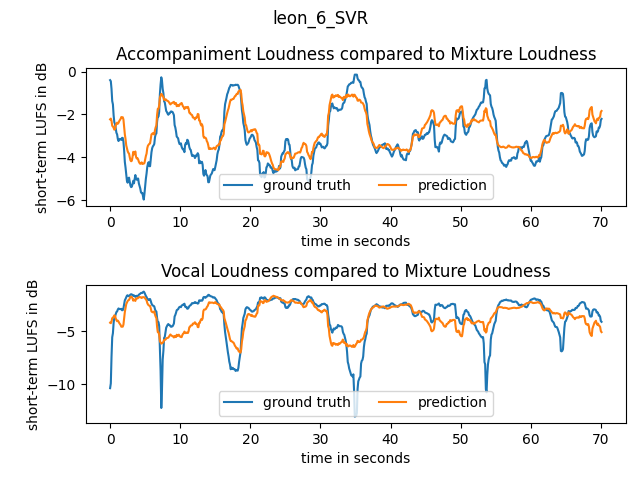 leon_6_SVR
Accompaniment Loudness compared to Mixture Loudness
short-term LUFS in dB
0
−2
−4
−6
ground truth prediction
0 10 20 30 40 50 60 70
time in seconds
Vocal Loudness compared to Mixture Loudness
short-term LUFS in dB
−5
−10
ground truth prediction
0 10 20 30 40 50 60 70
time in seconds